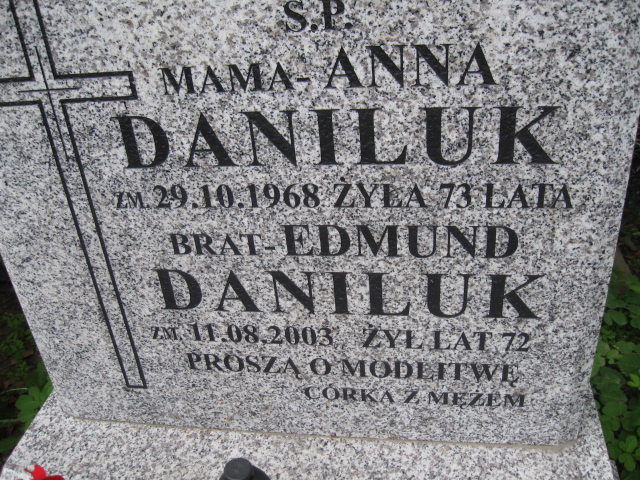 Ś.P.
MAMA-ANNA
DANILUK
ZM. 29.10.1968 ŻYŁA 73 LATA
BRAT-EDMUND
DANILUK
ZM. 11.08.2003 ŻYŁ LAT 72
PROSZĄ O MODLITWĘ
CÓRKA Z MĘŻEM